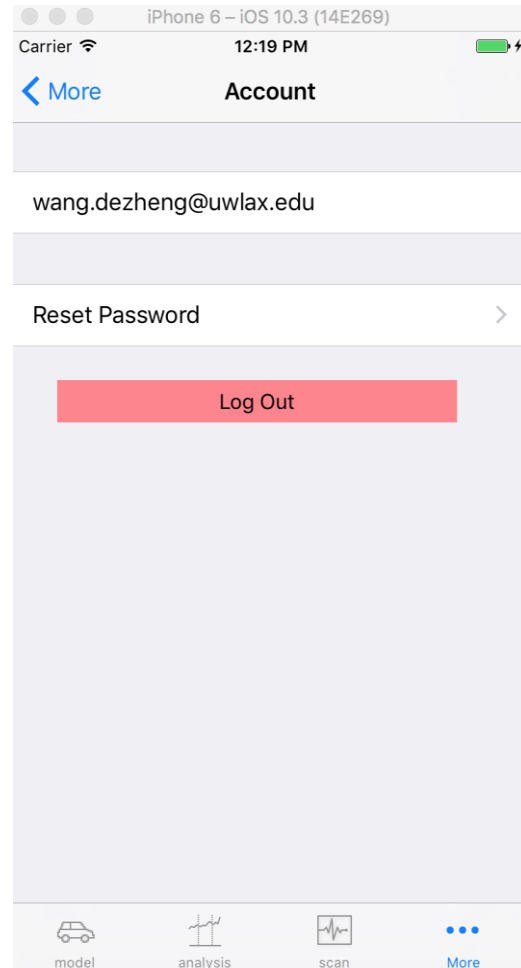 iPhone 6 – iOS 10.3 (14E269)
Carrier 12:19 PM
More Account
wang.dezheng@uwlax.edu
Reset Password
Log Out
model analysis scan More